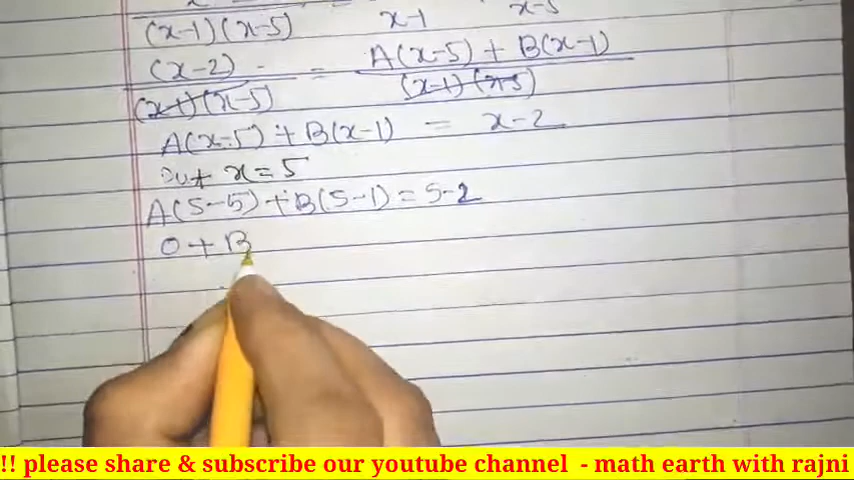 (x-1)(x-5) x-1 x-5
(x-2) = A(x-5) + B(x-1)
(x-1)(x-5) (x-1)(x-5)
A(x-5) + B(x-1) = x-2
Put x=5
A(5-5) + B(5-1) = 5-2
0 + B
!! please share & subscribe our youtube channel - math earth with rajni